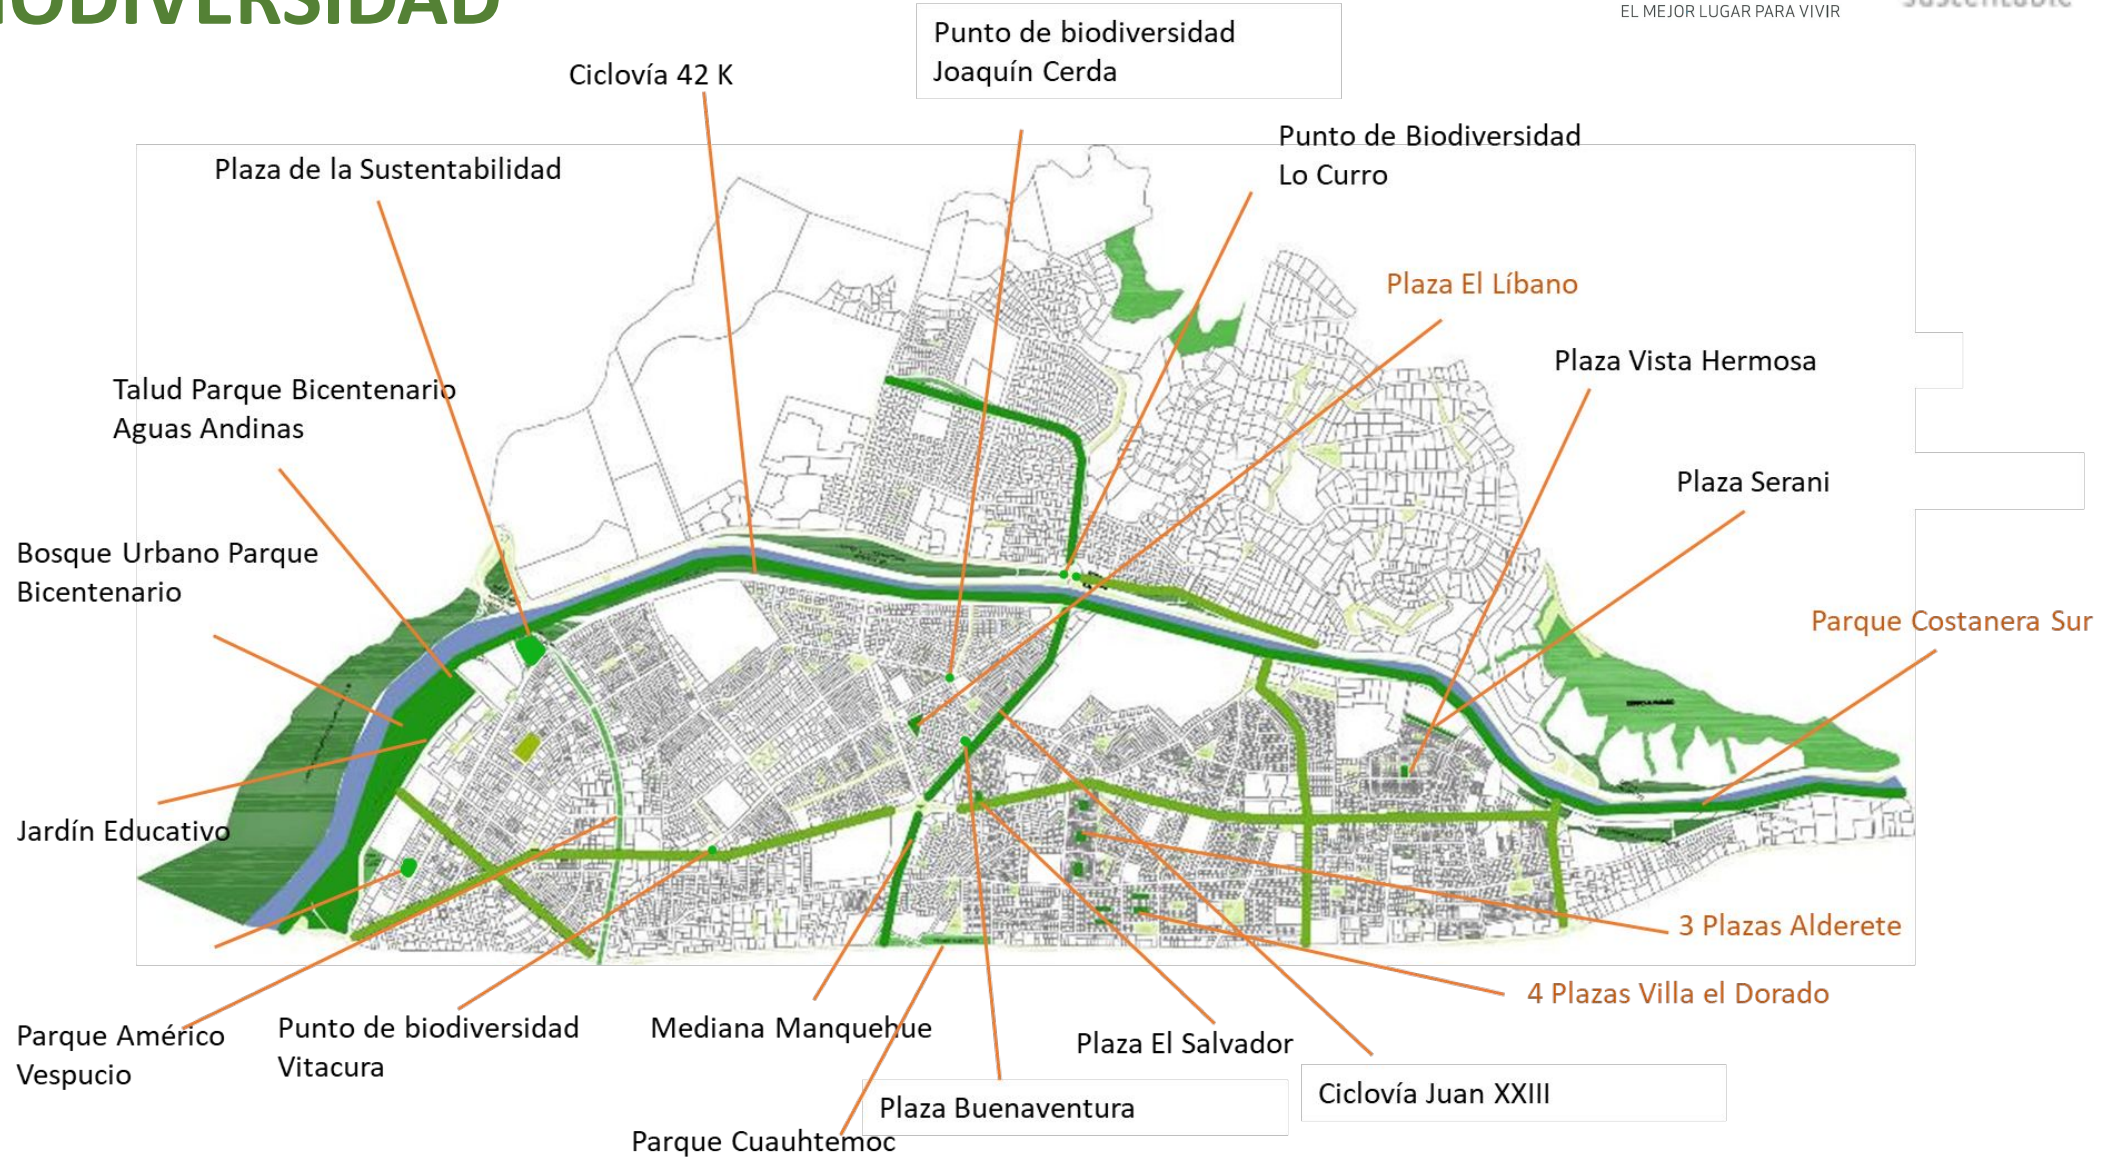 EL MEJOR LUGAR PARA VIVIR
Punto de biodiversidad
Joaquín Cerda
Ciclovía 42 K
Punto de Biodiversidad
Lo Curro
Plaza de la Sustentabilidad
Plaza El Líbano
Plaza Vista Hermosa
Talud Parque Bicentenario
Aguas Andinas
Plaza Serani
Bosque Urbano Parque
Bicentenario
Parque Costanera Sur
Jardín Educativo
3 Plazas Alderete
4 Plazas Villa el Dorado
Parque Américo
Vespucio
Punto de biodiversidad
Vitacura
Mediana Manquehue
Plaza El Salvador
Ciclovía Juan XXIII
Plaza Buenaventura
Parque Cuauhtemoc